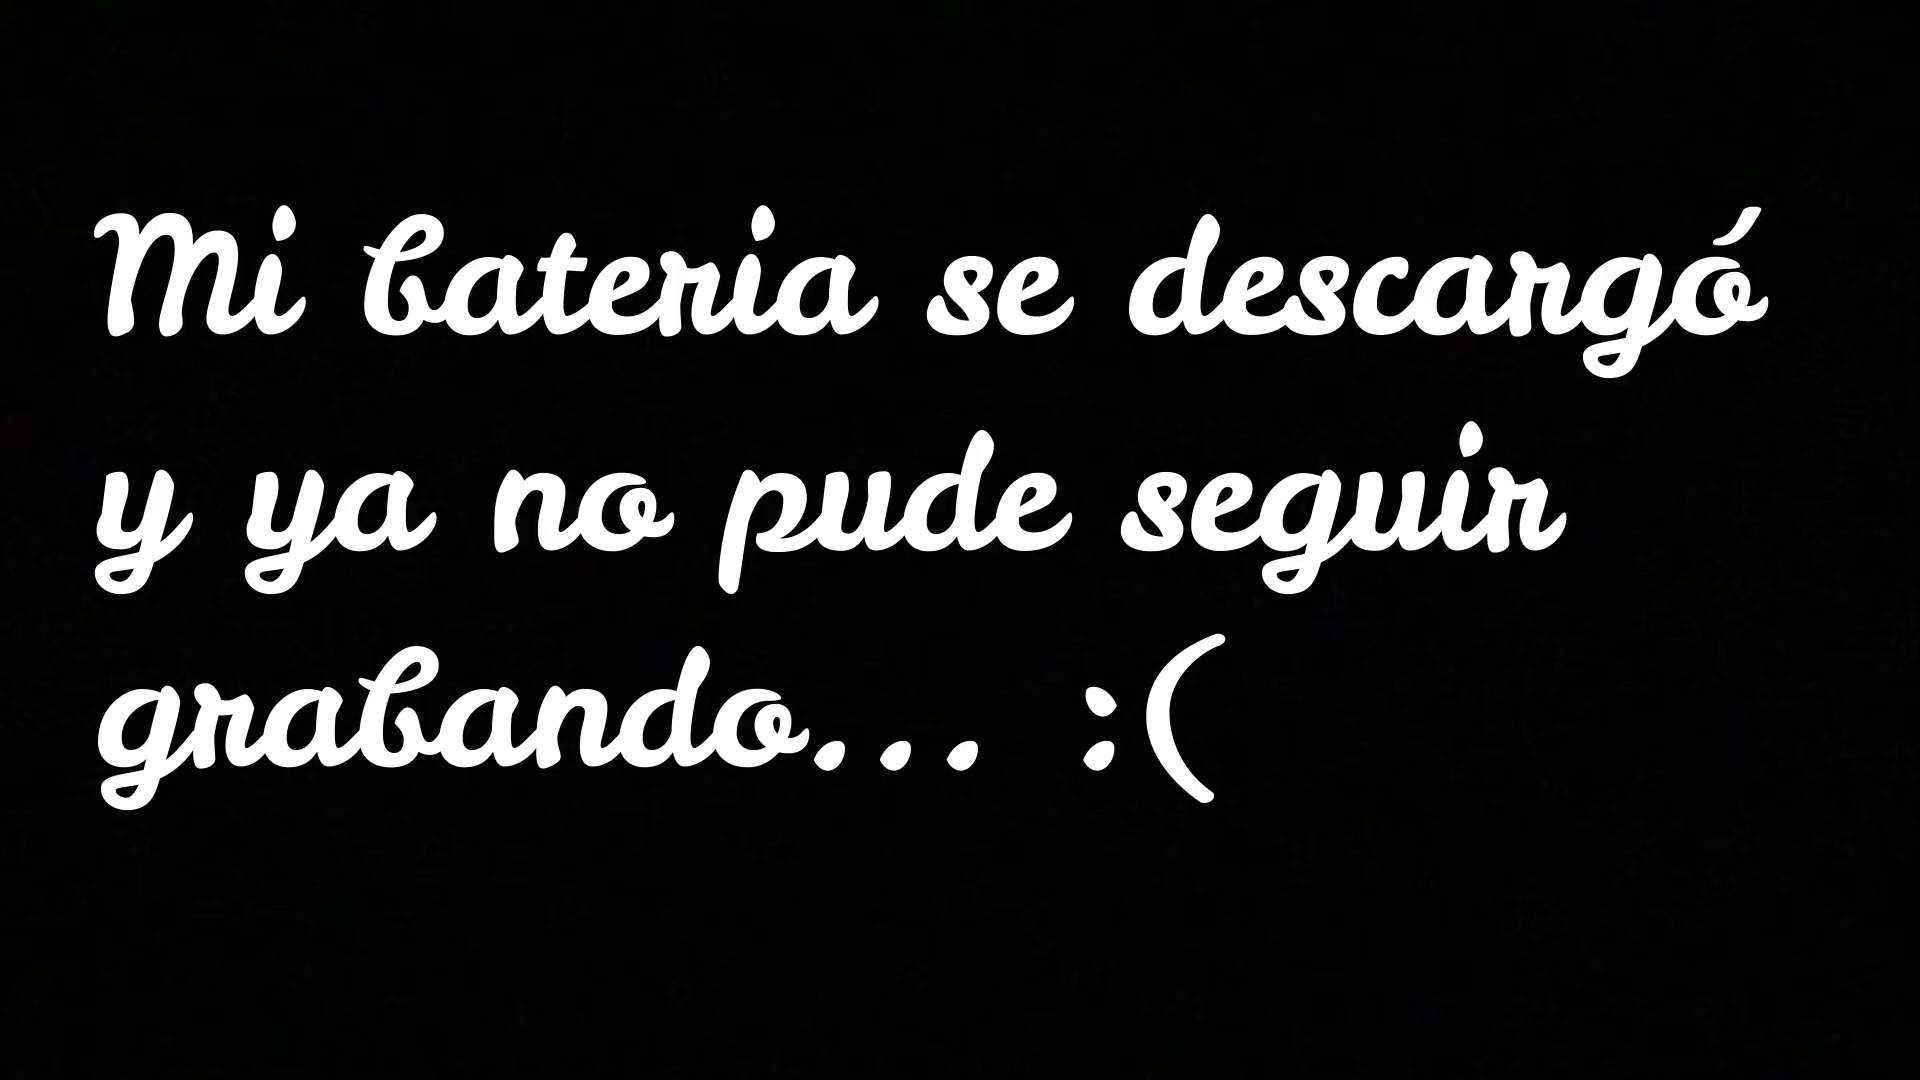 Mi bateria se descargó
y ya no pude seguir
grabando... :(